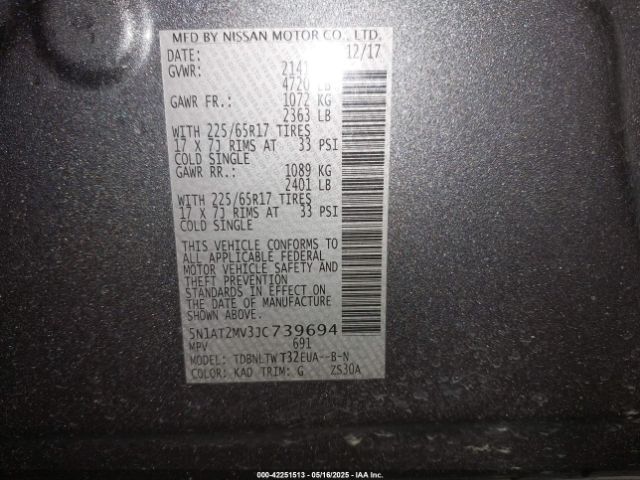 MFD BY NISSAN MOTOR CO., LTD.
DATE: 12/17
GVWR: 2141
4720 LB
GAWR FR.: 1072 KG
2363 LB
WITH 225/65R17 TIRES
17 X 7J RIMS AT 33 PSI
COLD SINGLE
GAWR RR.: 1089 KG
2401 LB
WITH 225/65R17 TIRES
17 X 7J RIMS AT 33 PSI
COLD SINGLE
THIS VEHICLE CONFORMS TO
ALL APPLICABLE FEDERAL
MOTOR VEHICLE SAFETY AND
THEFT PREVENTION
STANDARDS IN EFFECT ON
THE DATE OF MANUFACTURE
SHOWN ABOVE.
5N1AT2MV3JC739694
MPV 691
MODEL: TDBNLTW T32EUA--B-N
COLOR: KAD TRIM: G ZS30A
000-42251513 - 05/16/2025 - IAA Inc.